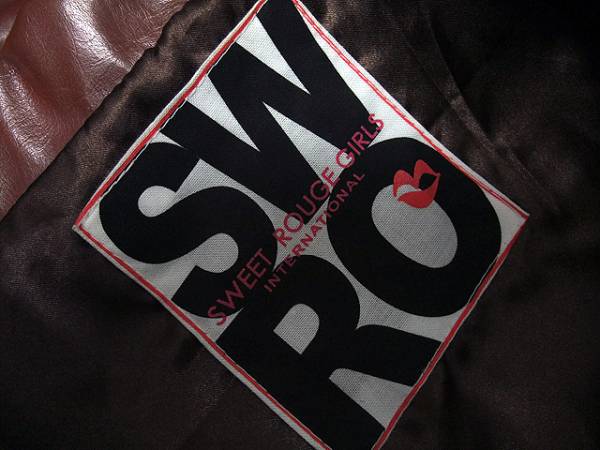 SW
SWEET ROUGE GIRLS
INTERNATIONAL
RO